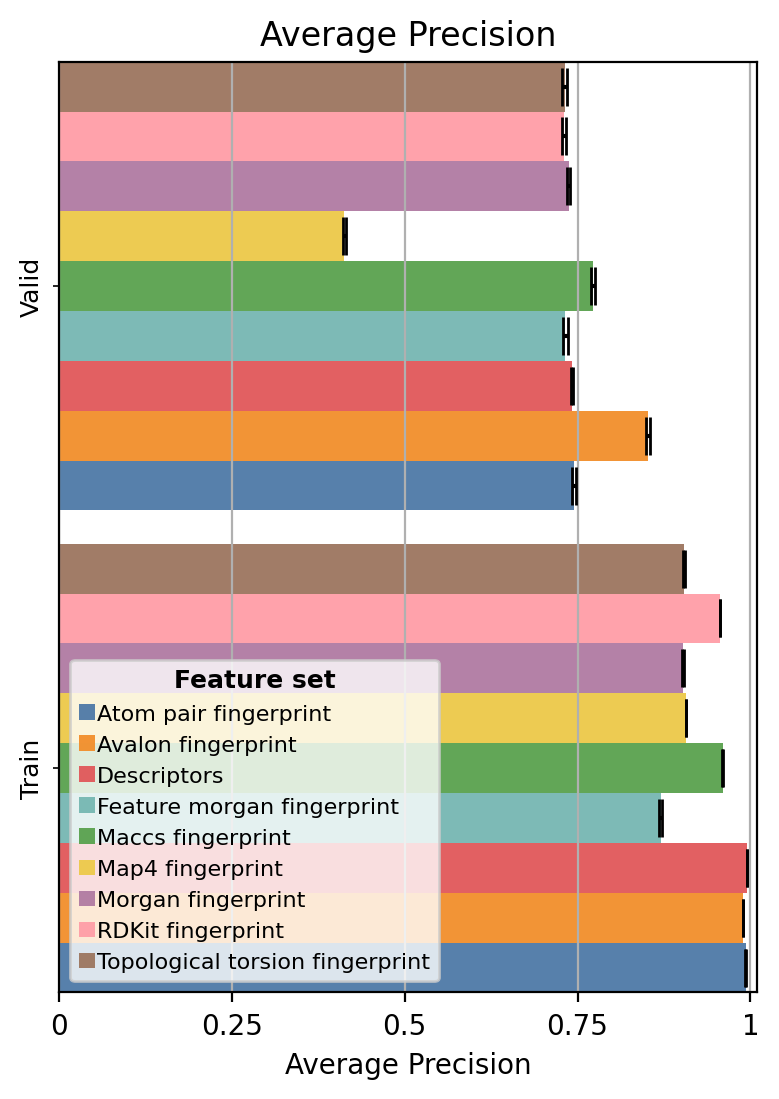 Average Precision
Valid
Train
Feature set
Atom pair fingerprint
Avalon fingerprint
Descriptors
Feature morgan fingerprint
Maccs fingerprint
Map4 fingerprint
Morgan fingerprint
RDKit fingerprint
Topological torsion fingerprint
0 0.25 0.5 0.75 1
Average Precision